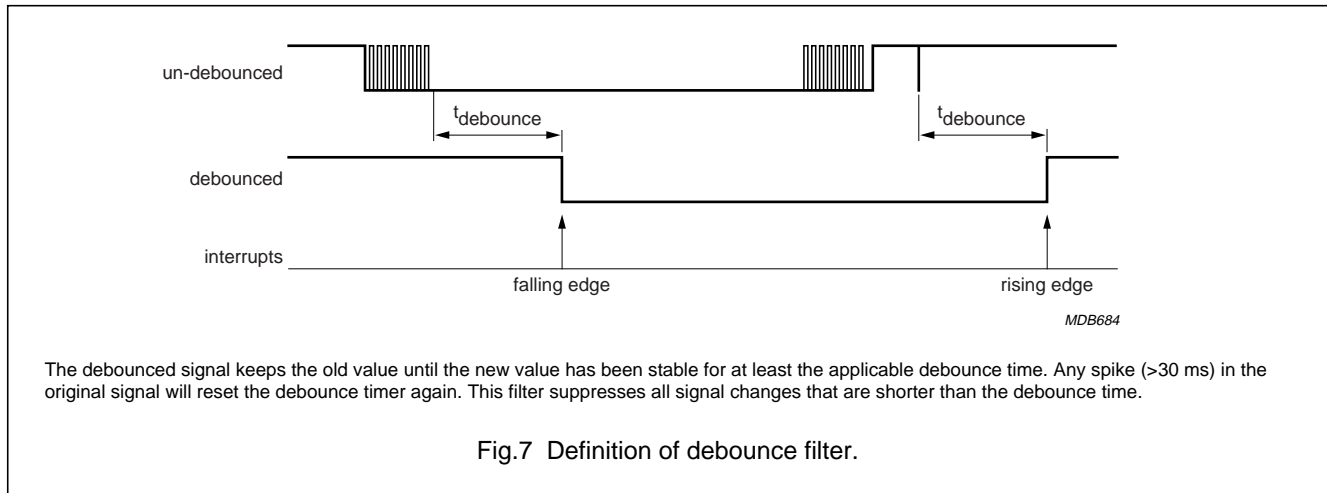 un-debounced
tdebounce
tdebounce
debounced
interrupts
falling edge
rising edge
MDB684
The debounced signal keeps the old value until the new value has been stable for at least the applicable debounce time. Any spike (>30 ms) in the
original signal will reset the debounce timer again. This filter suppresses all signal changes that are shorter than the debounce time.
Fig.7 Definition of debounce filter.